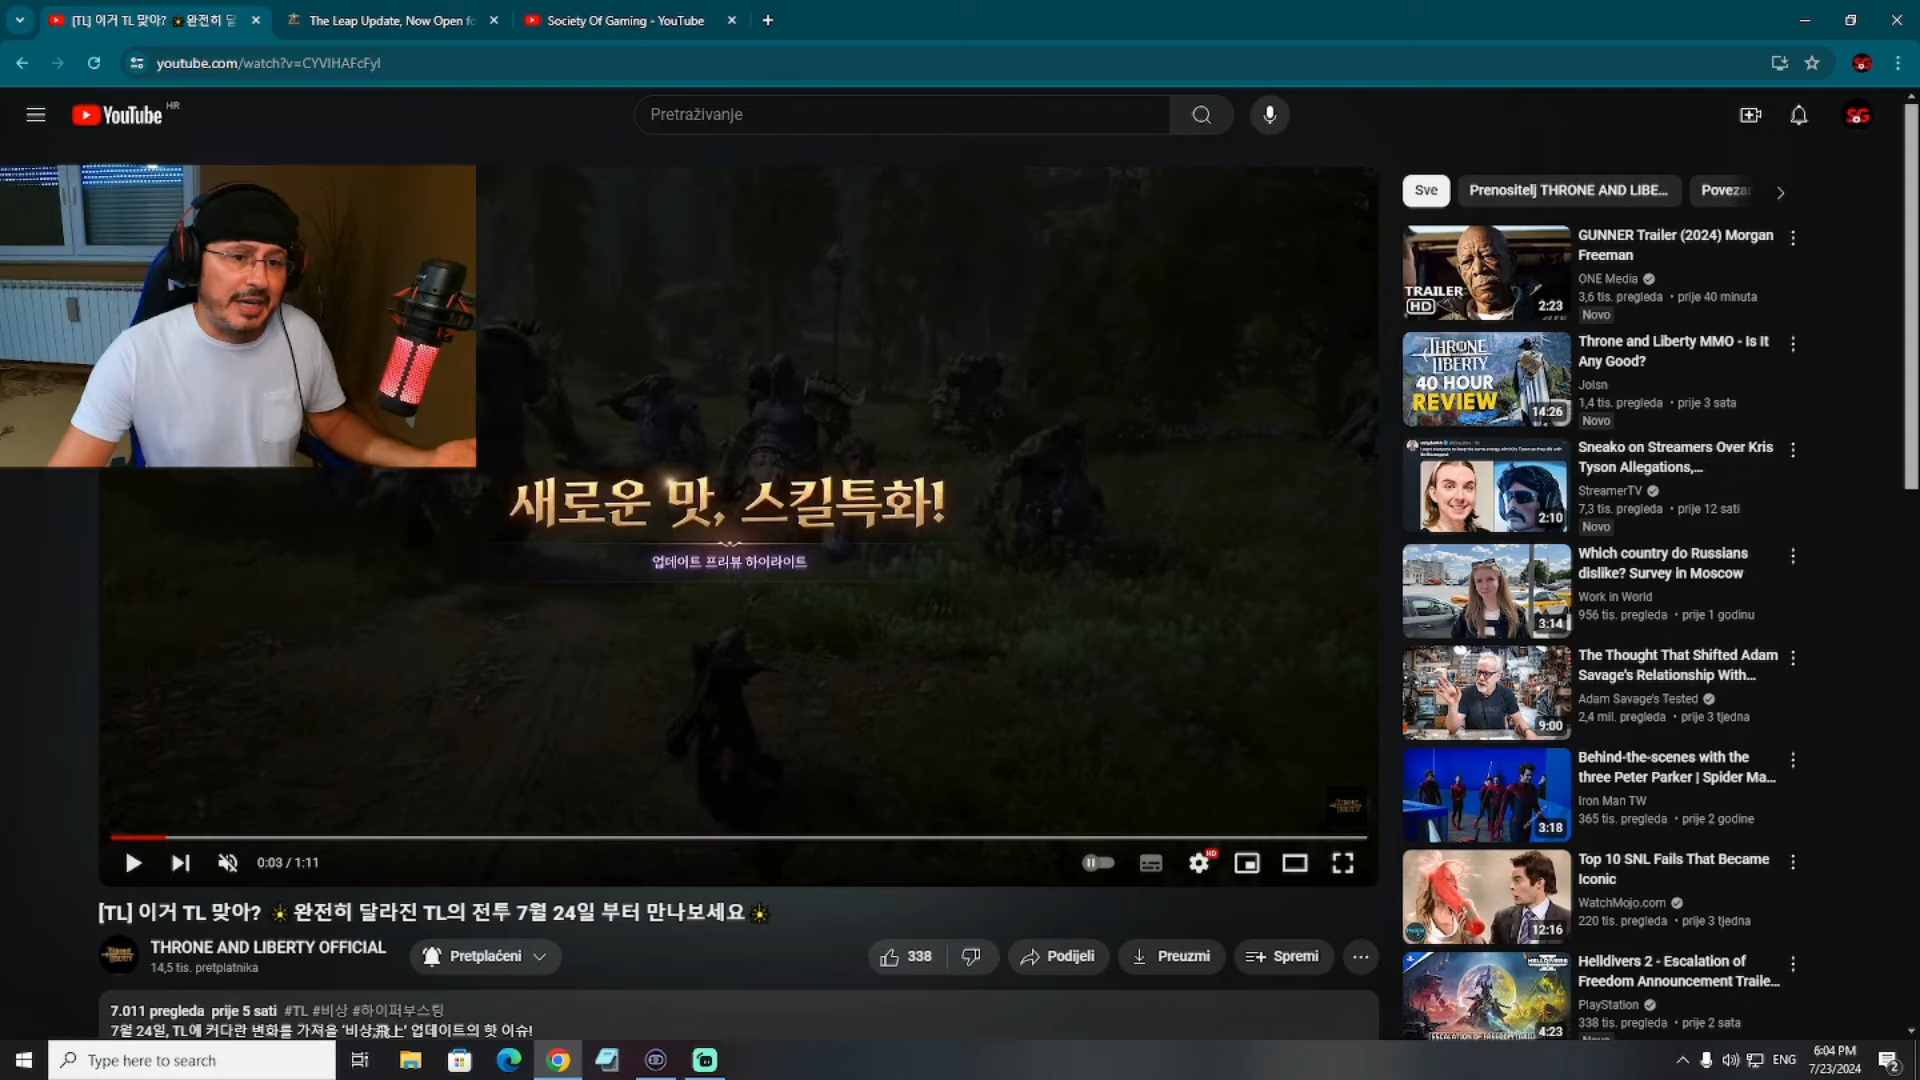 [TL] 이거 TL 맞아? ☀️완전히 달
The Leap Update, Now Open fo
Society Of Gaming - YouTube
youtube.com/watch?v=CYVIHAFcFyI
YouTube HR
Pretraživanje
SG
새로운 맛, 스킬특화!
업데이트 프리뷰 하이라이트
THRONE LIBERTY
0:03 / 1:11
HD
[TL] 이거 TL 맞아? ☀️완전히 달라진 TL의 전투 7월 24일 부터 만나보세요☀️
THRONE AND LIBERTY OFFICIAL
14,5 tis. pretplatnika
Pretplaćeni
338
Podijeli
Preuzmi
Spremi
7.011 pregleda prije 5 sati #TL #비상 #하이퍼부스팅
7월 24일, TL에 커다란 변화를 가져올 '비상飛上' 업데이트의 핫 이슈!
Sve
Prenositelj THRONE AND LIBE...
Povezan
TRAILER
HD
2:23
GUNNER Trailer (2024) Morgan
Freeman
ONE Media
3,6 tis. pregleda • prije 40 minuta
Novo
THRONE
LIBERTY
40 HOUR
REVIEW
14:26
Throne and Liberty MMO - Is It
Any Good?
Jolsn
1,4 tis. pregleda • prije 3 sata
Novo
2:10
Sneako on Streamers Over Kris
Tyson Allegations,...
StreamerTV
7,3 tis. pregleda • prije 12 sati
Novo
3:14
Which country do Russians
dislike? Survey in Moscow
Work in World
956 tis. pregleda • prije 1 godinu
9:00
The Thought That Shifted Adam
Savage's Relationship With...
Adam Savage's Tested
2,4 mil. pregleda • prije 3 tjedna
3:18
Behind-the-scenes with the
three Peter Parker | Spider Ma...
Iron Man TW
365 tis. pregleda • prije 2 godine
12:16
Top 10 SNL Fails That Became
Iconic
WatchMojo.com
220 tis. pregleda • prije 3 tjedna
4:23
Helldivers 2 - Escalation of
Freedom Announcement Traile...
PlayStation
338 tis. pregleda • prije 2 sata
Type here to search
ENG
6:04 PM
7/23/2024
2